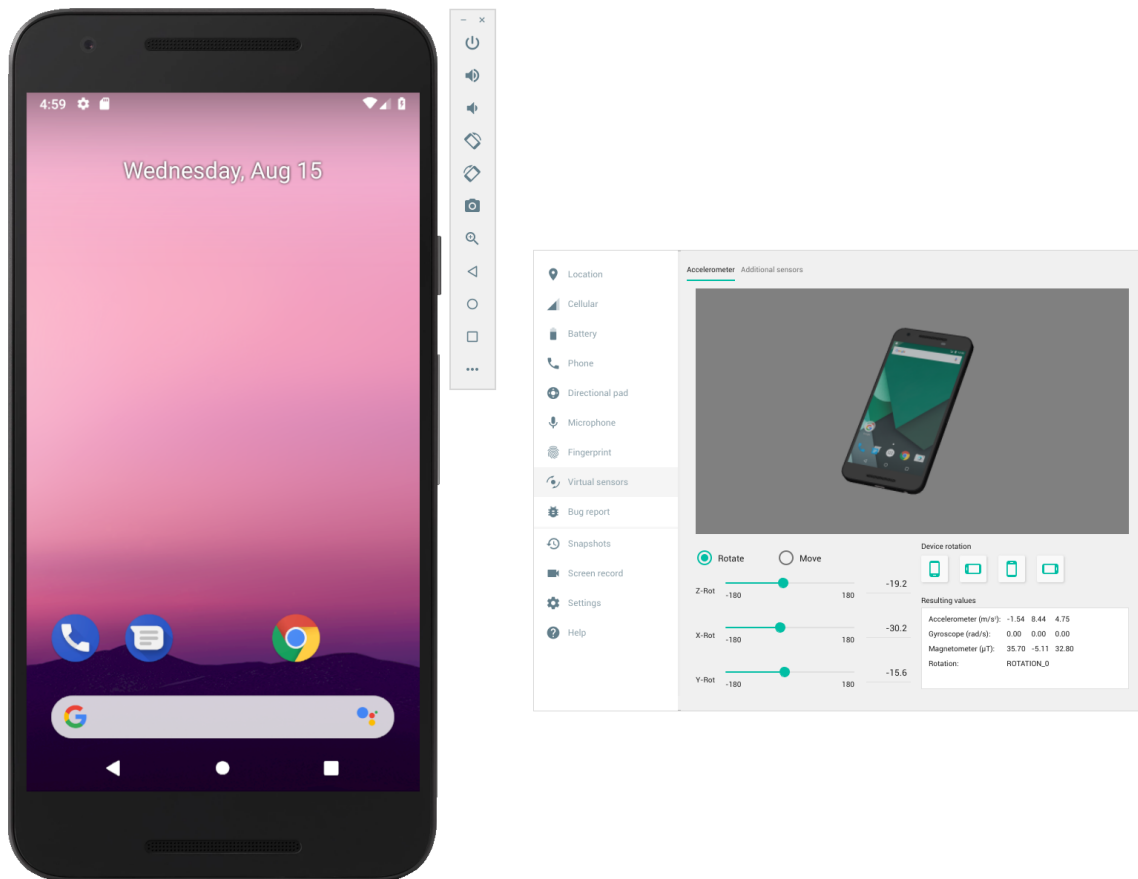 4:59
Wednesday, Aug 15
Location
Cellular
Battery
Phone
Directional pad
Microphone
Fingerprint
Virtual sensors
Bug report
Snapshots
Screen record
Settings
Help
Accelerometer Additional sensors
Rotate Move
Z-Rot -180 180 -19.2
X-Rot -180 180 -30.2
Y-Rot -180 180 -15.6
Device rotation
Resulting values
Accelerometer (m/s²): -1.54 8.44 4.75
Gyroscope (rad/s): 0.00 0.00 0.00
Magnetometer (μT): 35.70 -5.11 32.80
Rotation: ROTATION_0